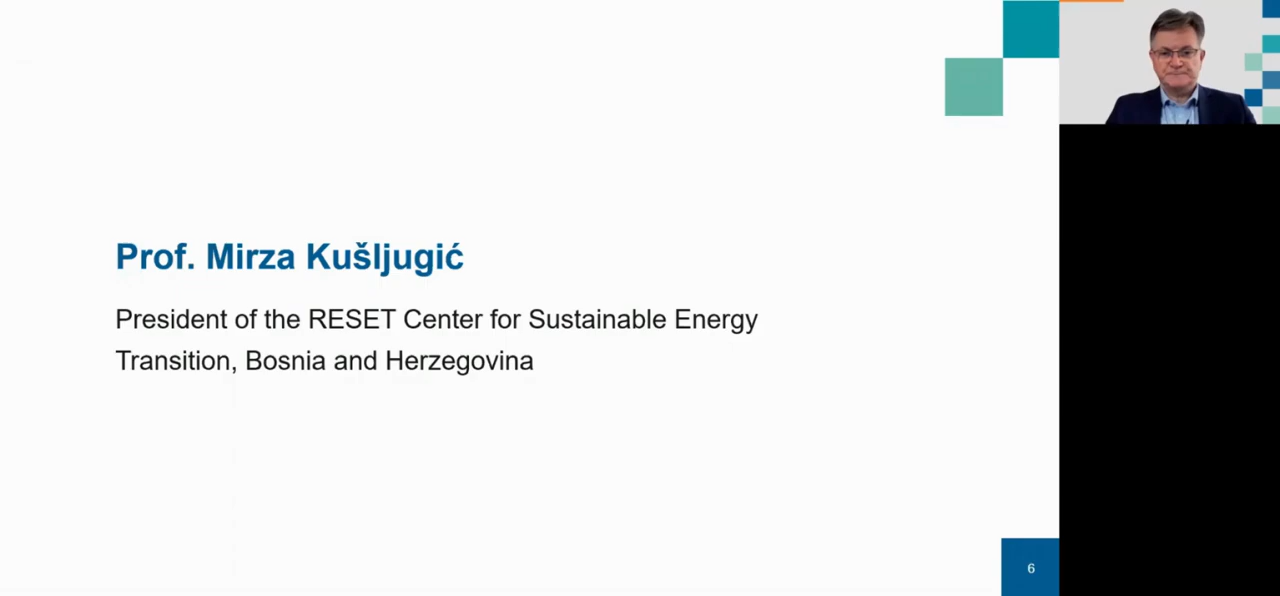 Prof. Mirza Kušljugić
President of the RESET Center for Sustainable Energy
Transition, Bosnia and Herzegovina
6